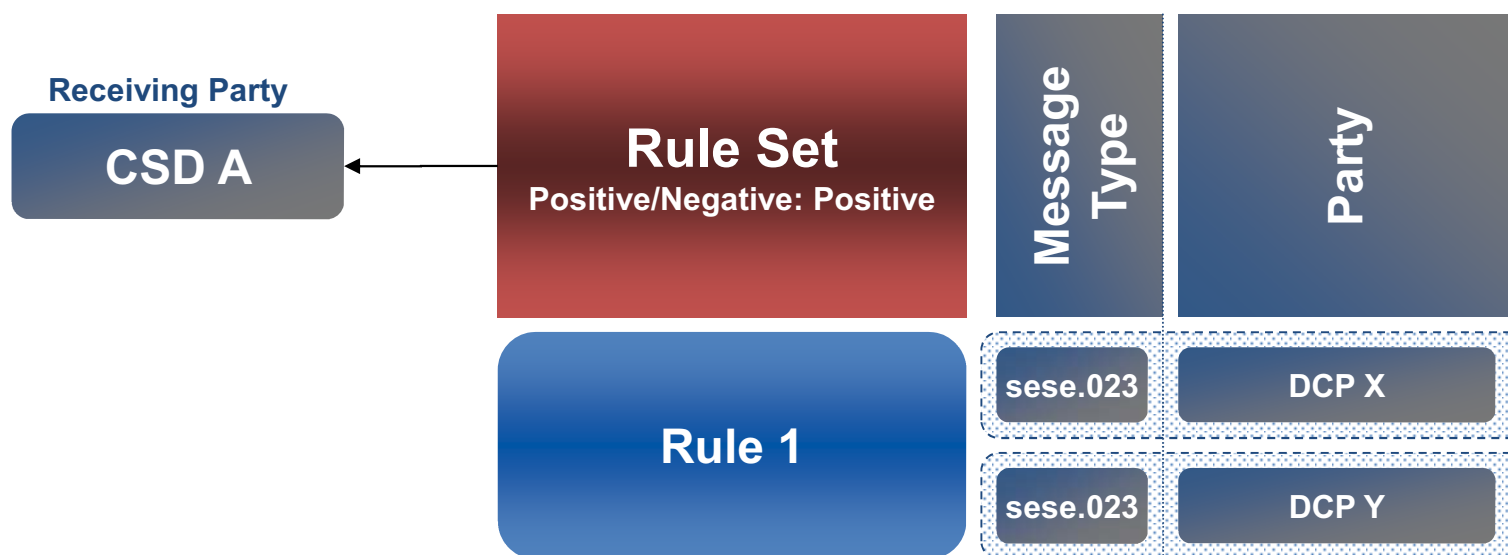 Receiving Party
CSD A
Rule Set
Positive/Negative: Positive
Message
Type
Party
Rule 1
sese.023
DCP X
sese.023
DCP Y